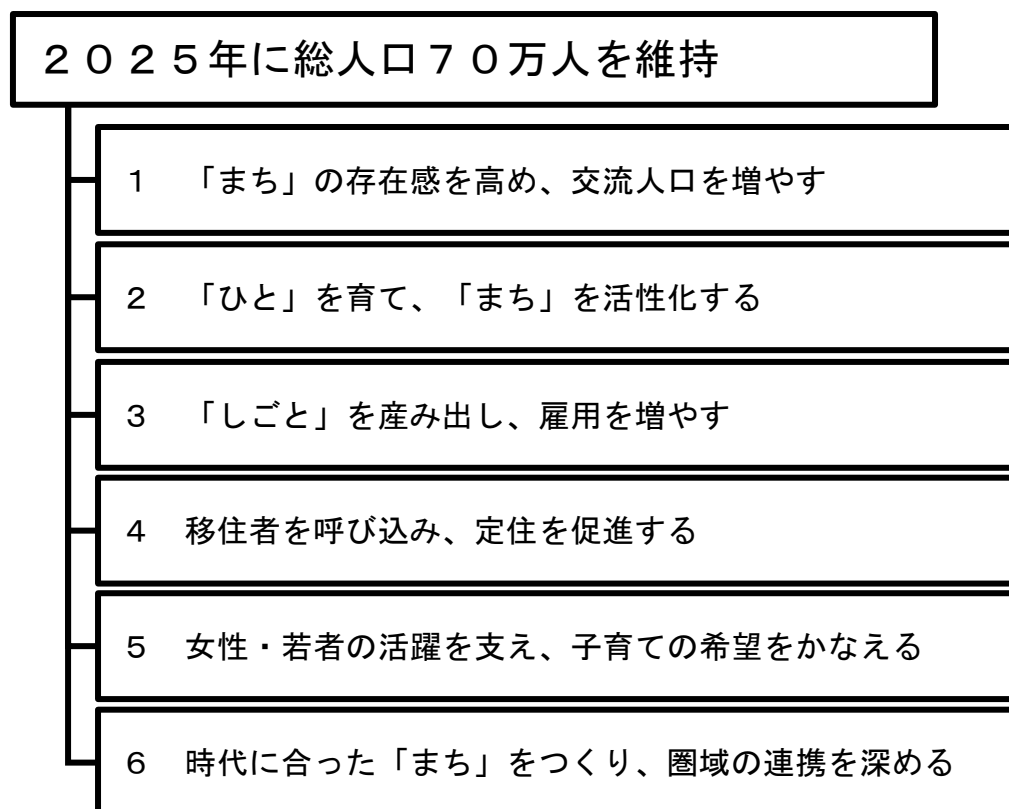 ２０２５年に総人口７０万人を維持
１　「まち」の存在感を高め、交流人口を増やす
２　「ひと」を育て、「まち」を活性化する
３　「しごと」を産み出し、雇用を増やす
４　移住者を呼び込み、定住を促進する
５　女性・若者の活躍を支え、子育ての希望をかなえる
６　時代に合った「まち」をつくり、圏域の連携を深める